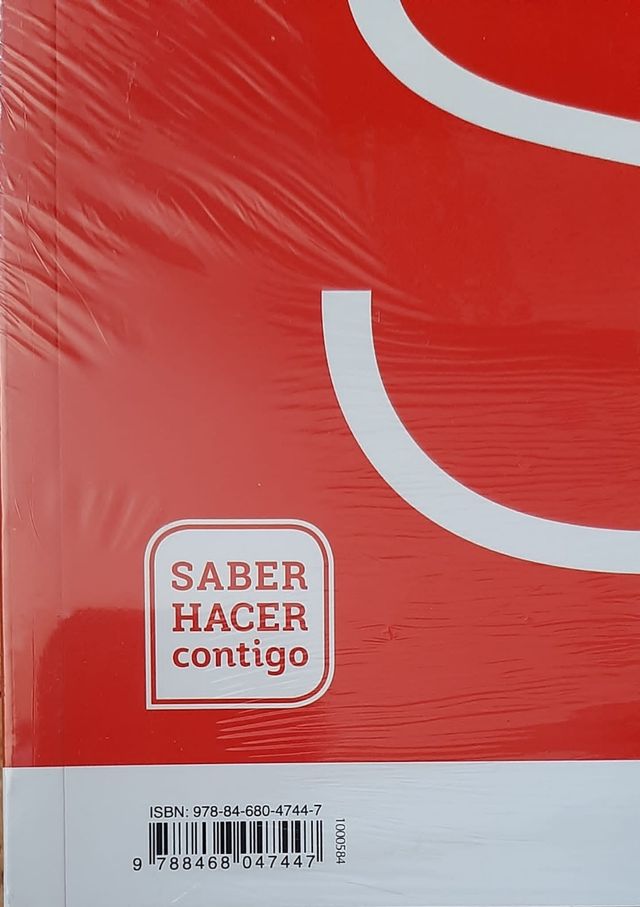 SABER
HACER
contigo
ISBN: 978-84-680-4744-7
1000584
9 788468 047447